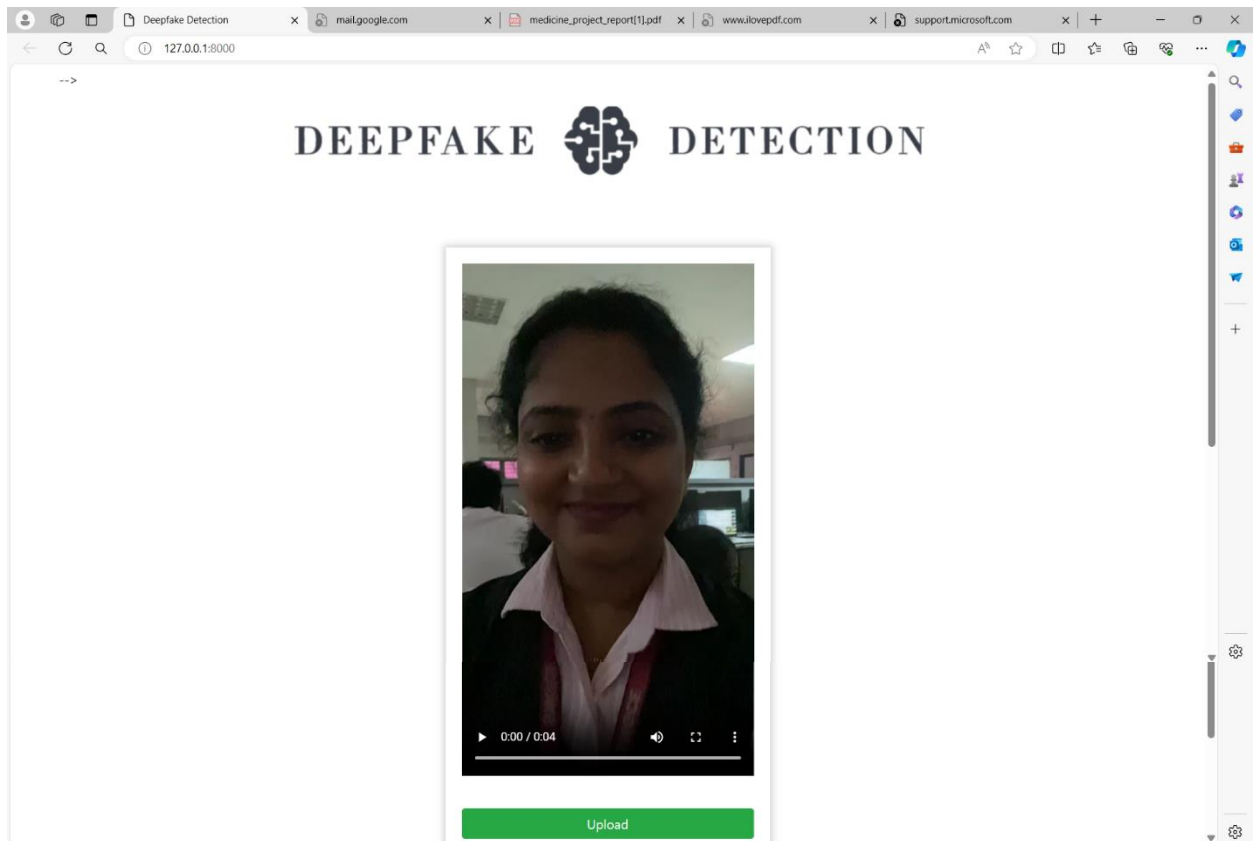 Deepfake Detection
mail.google.com
medicine_project_report[1].pdf
www.ilovepdf.com
support.microsoft.com
127.0.0.1:8000
-->
DEEPFAKE DETECTION
0:00 / 0:04
Upload